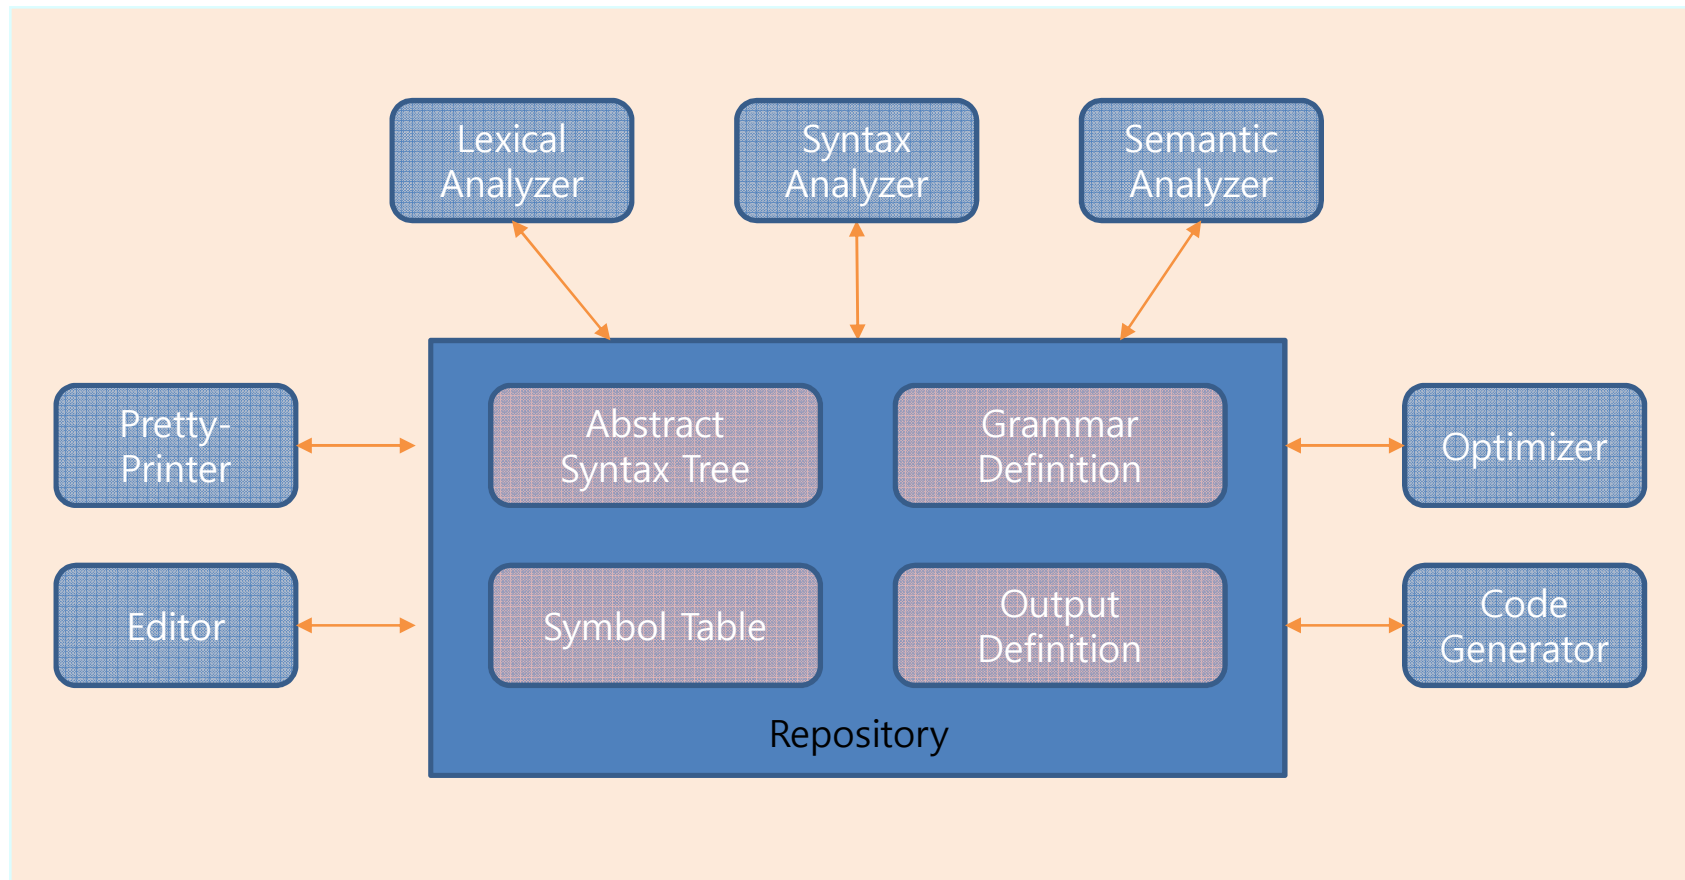 Lexical
Analyzer
Syntax
Analyzer
Semantic
Analyzer
Pretty-
Printer
Abstract
Syntax Tree
Grammar
Definition
Optimizer
Editor
Symbol Table
Output
Definition
Code
Generator
Repository